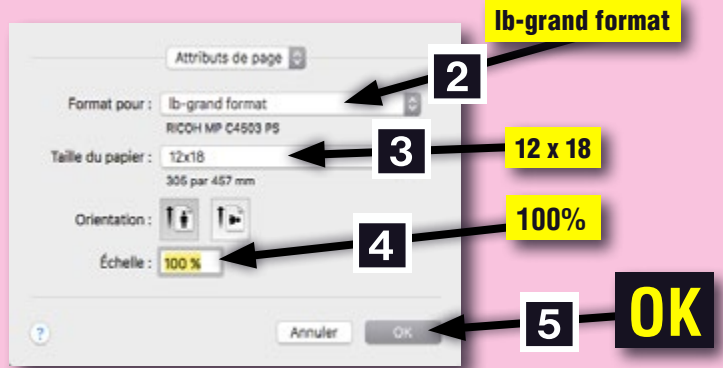 lb-grand format
Attributs de page
2
Format pour : lb-grand format
RICOH MP C4503 PS
Taille du papier : 12x18
3
12 x 18
305 par 457 mm
Orientation :
100%
4
Échelle : 100 %
? Annuler OK
5
OK